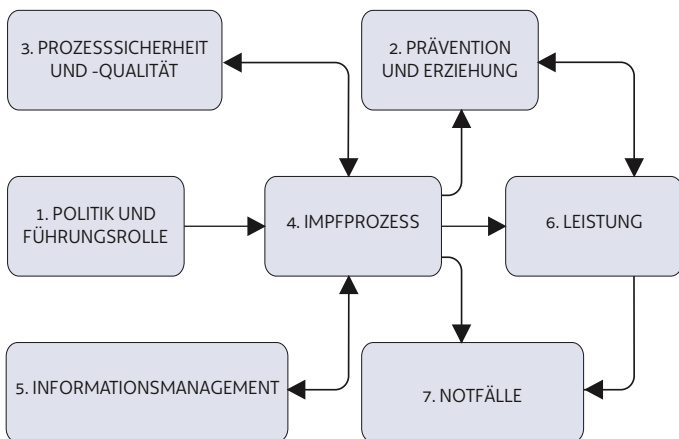 3. PROZESSSICHERHEIT
UND -QUALITÄT
2. PRÄVENTION
UND ERZIEHUNG
1. POLITIK UND
FÜHRUNGSROLLE
4. IMPFPROZESS
6. LEISTUNG
5. INFORMATIONSMANAGEMENT
7. NOTFÄLLE